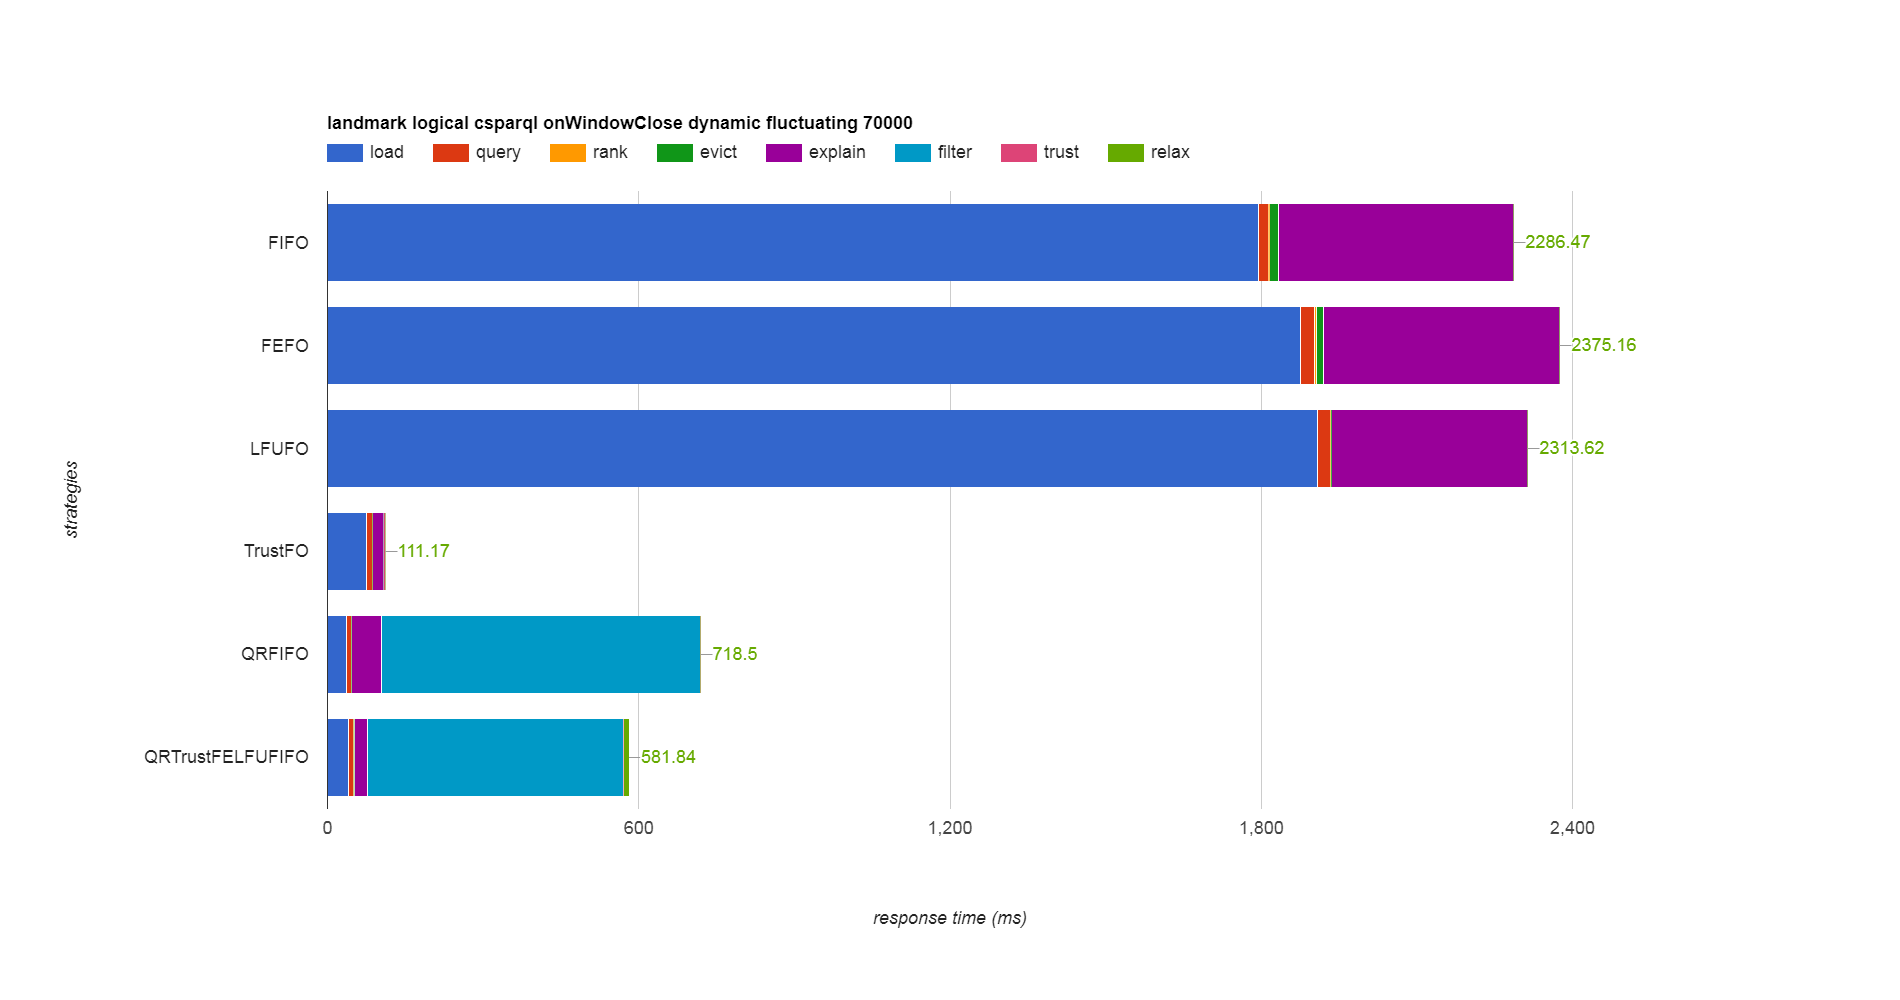 landmark logical csparql onWindowClose dynamic fluctuating 70000
load query rank evict explain filter trust relax
FIFO 2286.47
FEFO 2375.16
LFUFO 2313.62
strategies
TrustFO 111.17
QRFIFO 718.5
QRTrustFELFUFIFO 581.84
0 600 1,200 1,800 2,400
response time (ms)